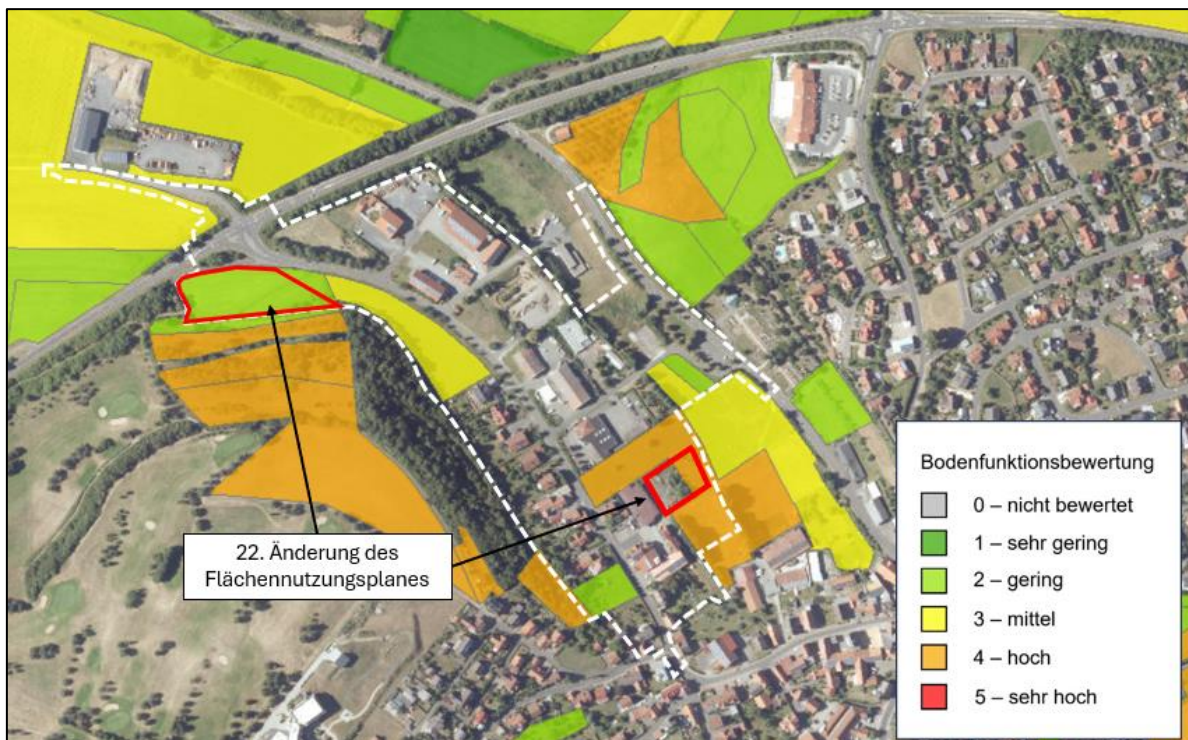 22. Änderung des
Flächennutzungsplanes
Bodenfunktionsbewertung
0 – nicht bewertet
1 – sehr gering
2 – gering
3 – mittel
4 – hoch
5 – sehr hoch